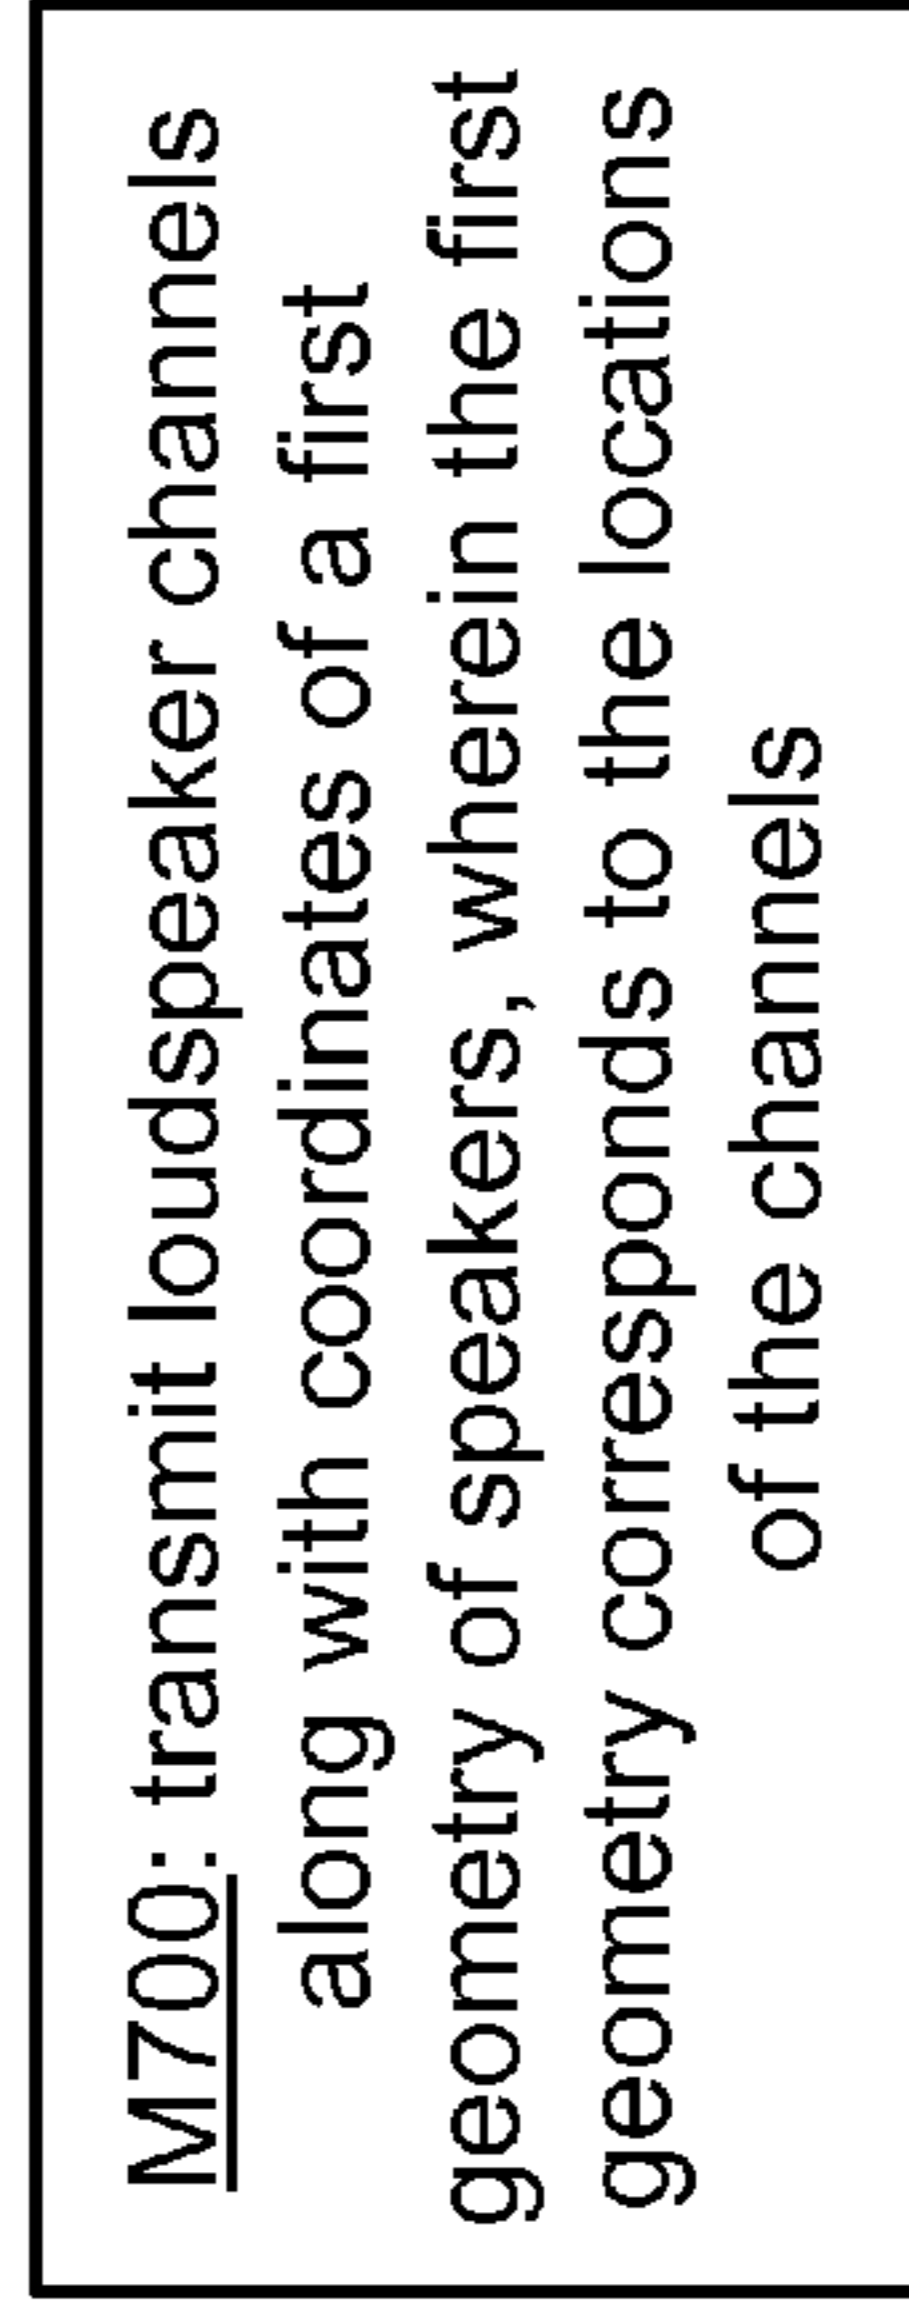 M700: transmit loudspeaker channels
along with coordinates of a first
geometry of speakers, wherein the first
geometry corresponds to the locations
of the channels